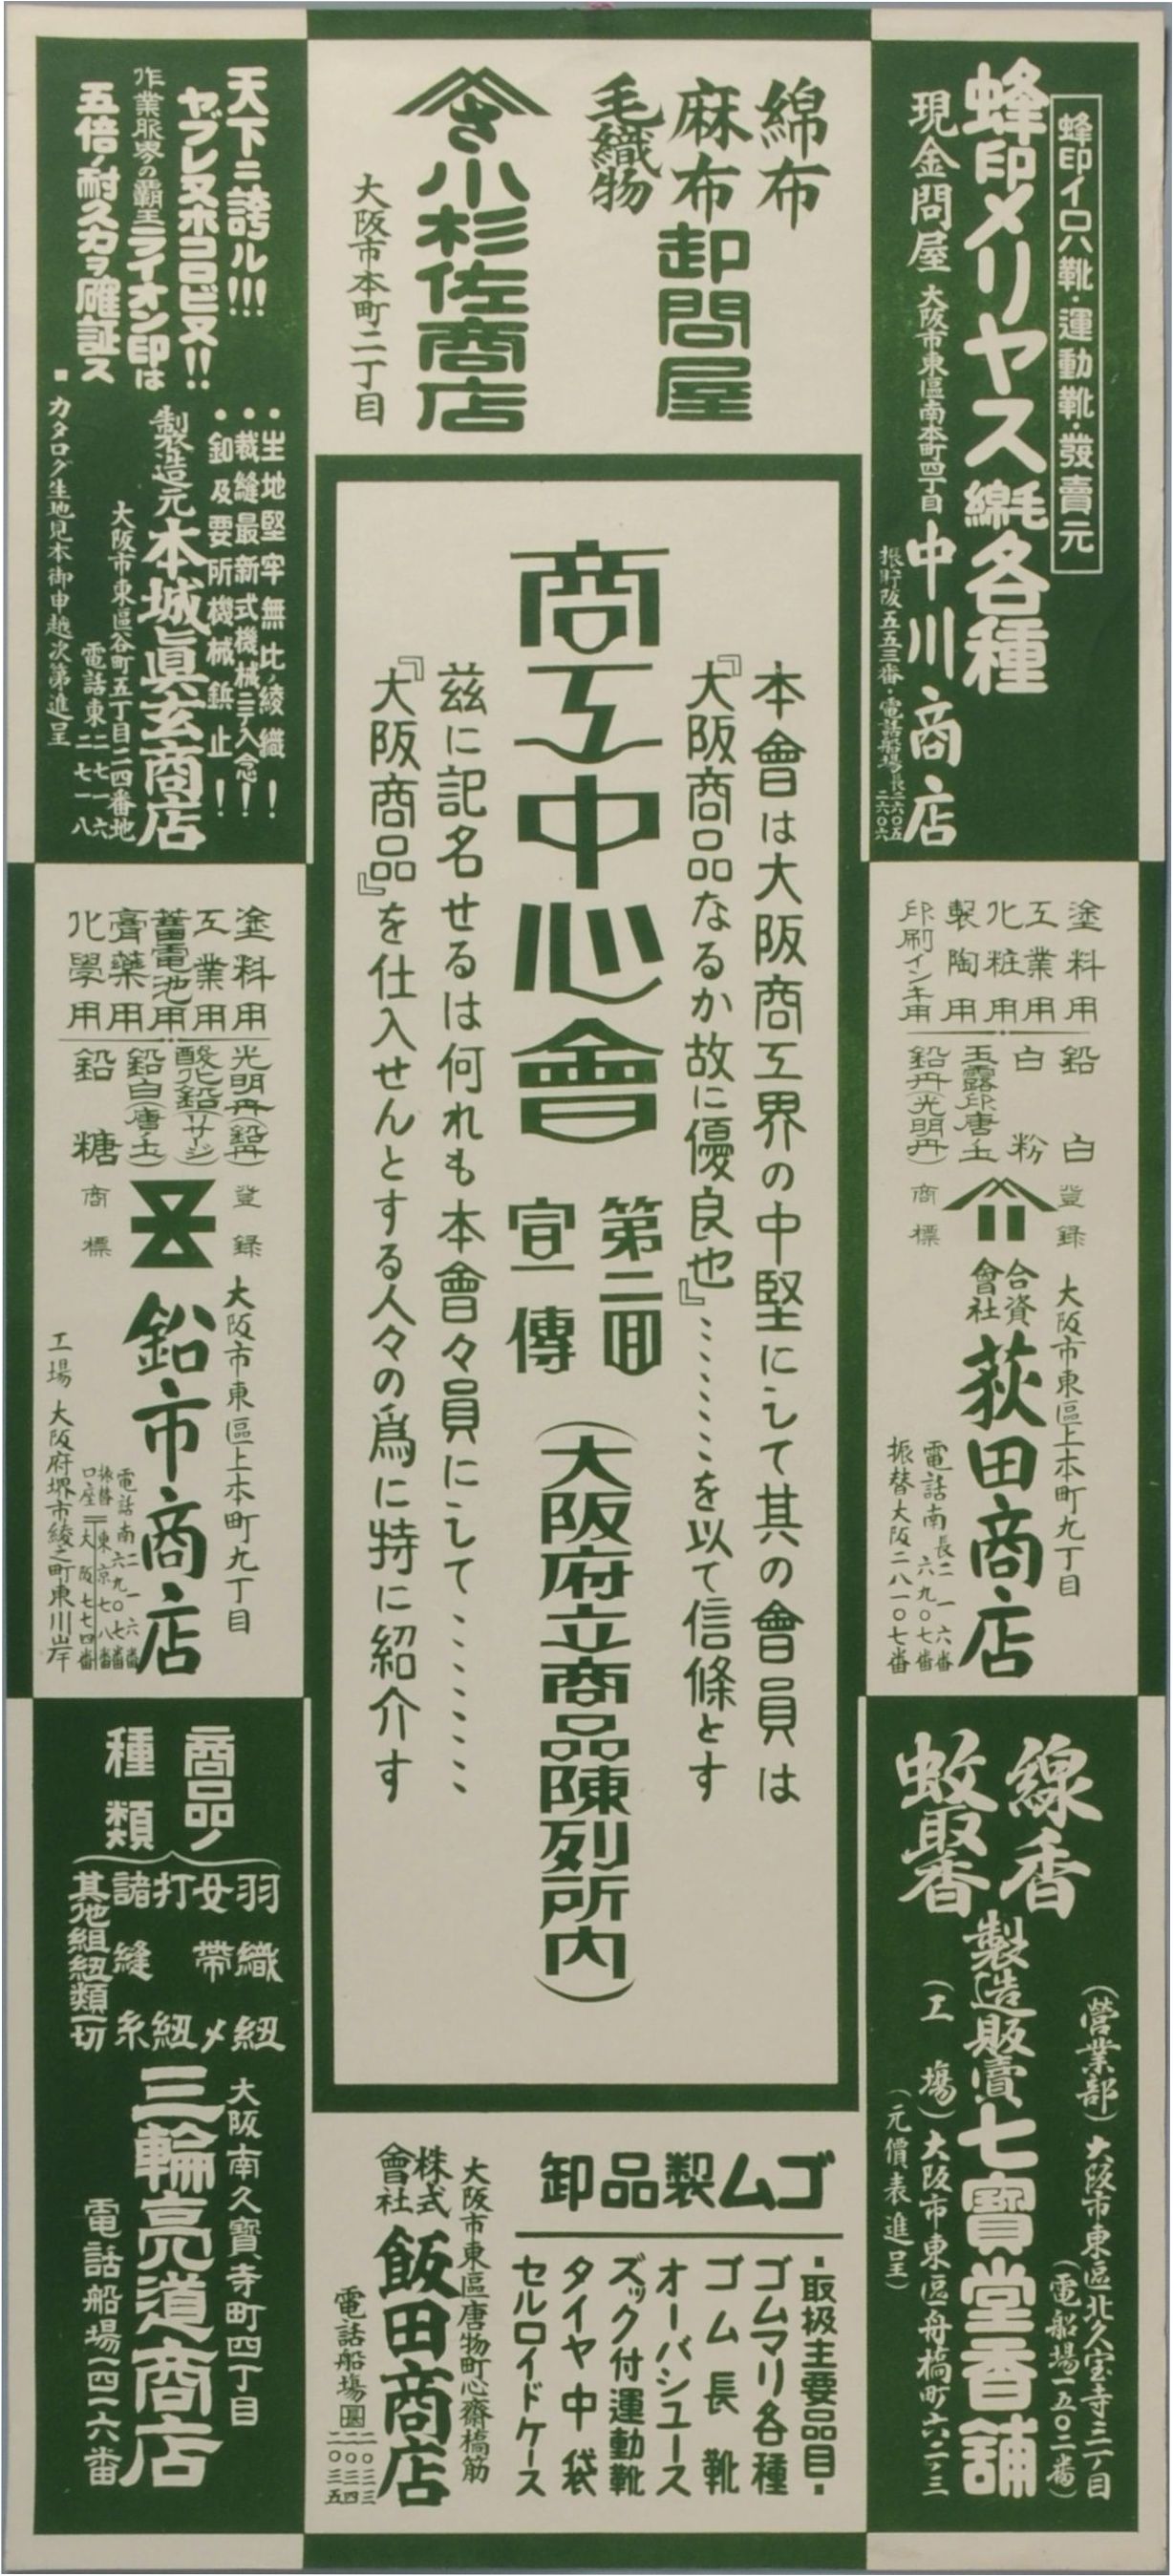 蜂印イロハ靴・運動靴・發賣元
蜂印メリヤス綿毛各種
現金問屋 大阪市東區南本町四丁目 中川商店
振貯阪五五三番・電話船場長二六〇五 二六〇六
綿布
麻布卸問屋
毛織物
さ小杉佐商店
大阪市本町二丁目
天下ニ誇ル!!!
ヤブレヌホコロビヌ!!
作業服界の覇王ライオン印は
五倍ノ耐久力ヲ確証ス
・生地堅牢無比ノ綾織!
・裁縫最新式機械ニ入念!!
・釦及要所機械鋲止!
製造元本城眞玄商店
大阪市東區谷町五丁目二四番地
電話東二七一六
二七一八
▪カタログ生地見本御申越次第進呈
塗料用
工業用
化粧用
製陶用
印刷インキ用
鉛白
白粉
玉露印唐ノ土
鉛丹(光明丹)
登録
商標
大阪市東區上本町九丁目
合資會社 荻田商店
電話南長二一六番
六九〇七番
振替大阪二八一〇七番
商工中心會
第二回
宣傳
(大阪府立商品陳列所内)
本會は大阪商工界の中堅にして其の會員は
『大阪商品なるか故に優良也』……………を以て信條とす
茲に記名せるは何れも本會々員にして……………
『大阪商品』を仕入せんとする人々の爲に特に紹介す
塗料用
工業用
蓄電池用
膏藥用
化學用
光明丹(鉛丹)
酸化鉛(リサージ)
鉛白(唐ノ土)
鉛糖
登録
商標
大阪市東區上本町九丁目
鉛市商店
電話南二一六番
六九〇七番
振替口座 東京七八番
大阪七七四番
工場 大阪府堺市綾之町東川岸
線香
蚊取香
製造販賣七寶堂香舗
(營業部)大阪市東區北久宝寺三ノ目
(電船場一五〇二番)
(工場)大阪市東區舟橋町六二ノ三
(元價表進呈)
ゴム製品卸
▪取扱主要品目▪
ゴムマリ各種
ゴム長靴
オーバシユース
ズック付運動靴
タイヤ中袋
セルロイドケース
大阪市東區唐物町心齋橋筋
株式會社 飯田商店
電話船場 二〇三三
二〇三四
二〇三五
商品ノ
種類
羽織紐
女帶〆
打紐
諸縫糸
其他組紐類一切
大阪南久寶寺町四丁目
三輪亮道商店
電話船場一四一六番